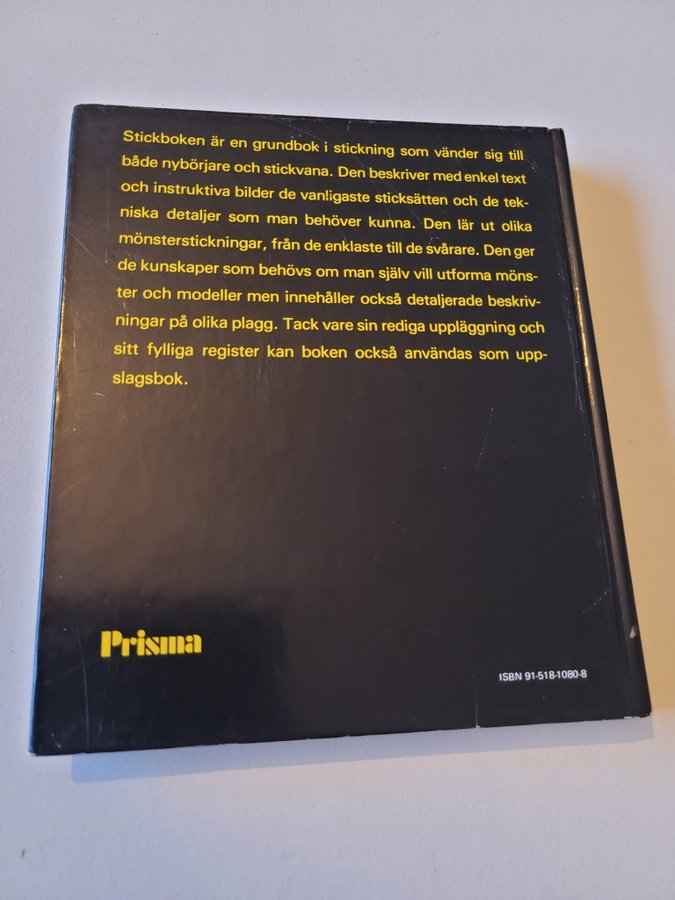 Stickboken är en grundbok i stickning som vänder sig till
både nybörjare och stickvana. Den beskriver med enkel text
och instruktiva bilder de vanligaste sticksätten och de tek-
niska detaljer som man behöver kunna. Den lär ut olika
mönsterstickningar, från de enklaste till de svårare. Den ger
de kunskaper som behövs om man själv vill utforma möns-
ter och modeller men innehåller också detaljerade beskriv-
ningar på olika plagg. Tack vare sin rediga uppläggning och
sitt fylliga register kan boken också användas som upp-
slagsbok.
Prisma
ISBN 91-518-1080-8